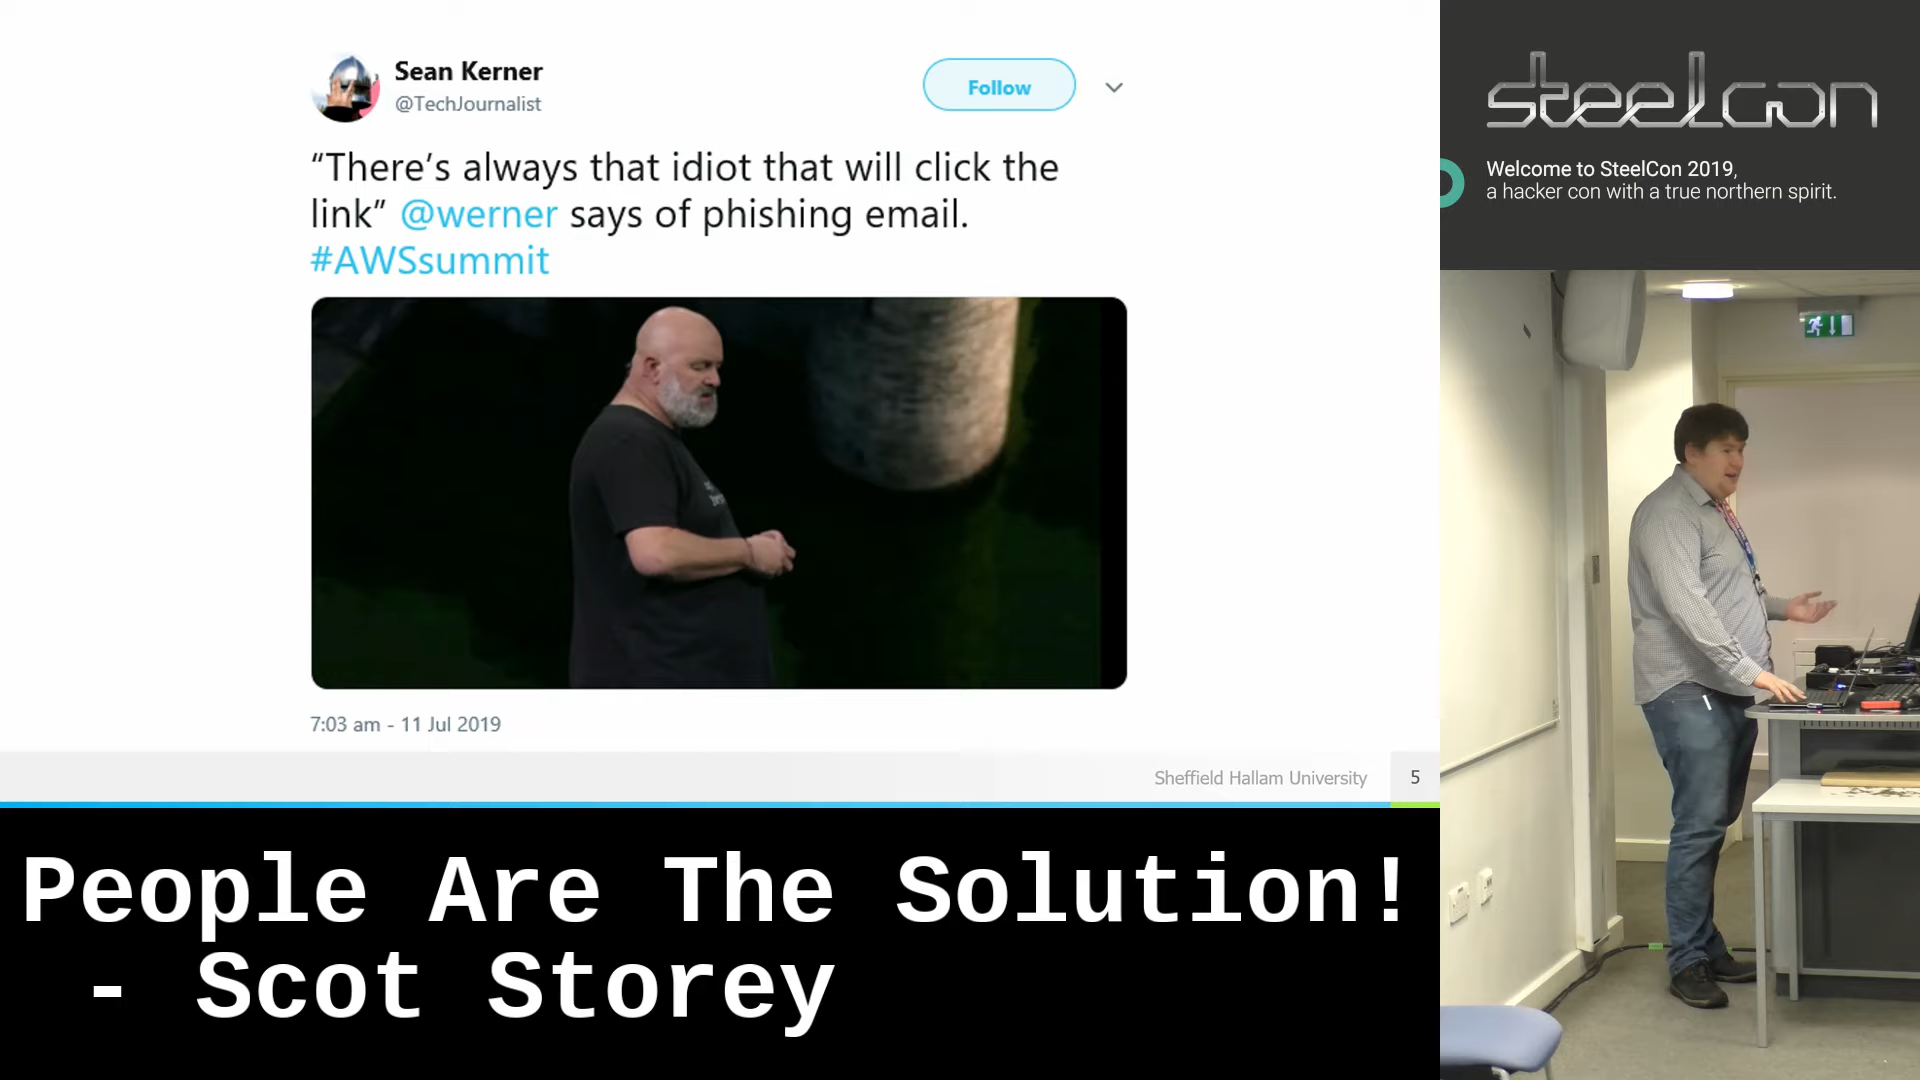 Sean Kerner
@TechJournalist
Follow
“There’s always that idiot that will click the
link” @werner says of phishing email.
#AWSsummit
7:03 am - 11 Jul 2019
Sheffield Hallam University
5
People Are The Solution!
- Scot Storey
steelcon
Welcome to SteelCon 2019,
a hacker con with a true northern spirit.